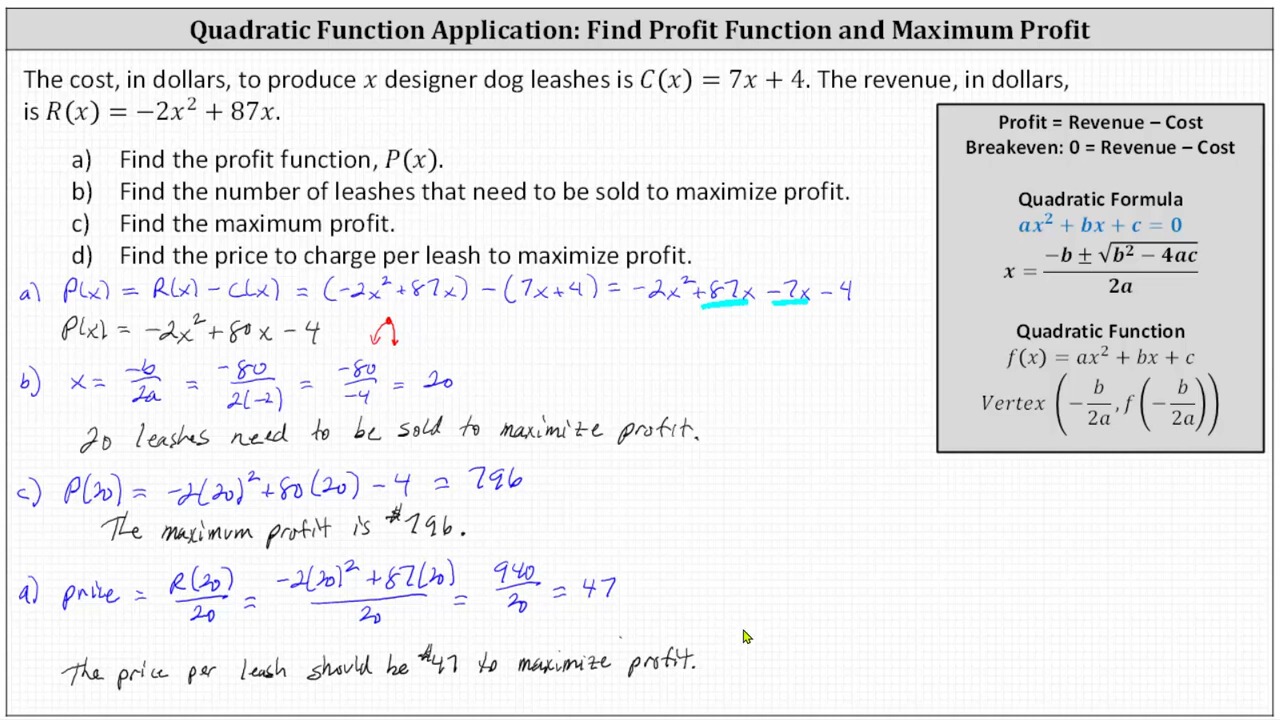 Quadratic Function Application: Find Profit Function and Maximum Profit
The cost, in dollars, to produce x designer dog leashes is C(x) = 7x + 4. The revenue, in dollars,
is R(x) = −2x² + 87x.
a) Find the profit function, P(x).
b) Find the number of leashes that need to be sold to maximize profit.
c) Find the maximum profit.
d) Find the price to charge per leash to maximize profit.
Profit = Revenue – Cost
Breakeven: 0 = Revenue – Cost
Quadratic Formula
ax² + bx + c = 0
x = (−b ± √(b² − 4ac)) / 2a
Quadratic Function
f(x) = ax² + bx + c
Vertex (−b/2a, f(−b/2a))
a) P(x) = R(x) − C(x) = (−2x² + 87x) − (7x + 4) = −2x² + 87x − 7x − 4
P(x) = −2x² + 80x − 4
b) x = −b/2a = −80/2(−2) = −80/−4 = 20
20 leashes need to be sold to maximize profit.
c) P(20) = −2(20)² + 80(20) − 4 = 796
The maximum profit is $796.
d) price = R(20)/20 = −2(20)² + 87(20)/20 = 940/20 = 47
The price per leash should be $47 to maximize profit.